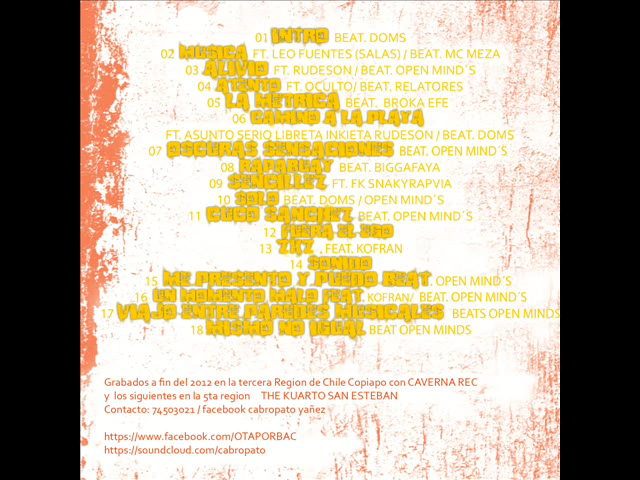 01 INTRO BEAT. DOMS
02 MUSICA FT. LEO FUENTES (SALAS) / BEAT. MC MEZA
03 ALIVIO FT. RUDESON / BEAT. OPEN MIND´S
04 ATENTO FT. OCULTO/ BEAT. RELATORES
05 LA METRICA BEAT. BROKA EFE
06 CAMINO A LA PLAYA
FT. ASUNTO SERIO LIBRETA INKIETA RUDESON / BEAT. DOMS
07 OSCURAS SENSACIONES BEAT. OPEN MIND´S
08 RAPARGAY BEAT. BIGGAFAYA
09 SENCILLEZ FT. FK SNAKYRAPVIA
10 SOLO BEAT. DOMS / OPEN MIND´S
11 COCO SANCHEZ BEAT. OPEN MIND´S
12 FUERA EL EGO
13 ZKZ . FEAT. KOFRAN
14 SONIDO
15 ME PRESENTO Y PUNTO BEAT. OPEN MIND´S
16 UN MOMENTO MALO FEAT. KOFRAN/ BEAT. OPEN MIND´S
17 VIAJO ENTRE PAREDES MUSICALES BEATS OPEN MINDS
18 MISMO NO IGUAL BEAT OPEN MINDS
Grabados a fin del 2012 en la tercera Region de Chile Copiapo con CAVERNA REC
y los siguientes en la 5ta region THE KUARTO SAN ESTEBAN
Contacto: 74503021 / facebook cabropato yañez
https://www.facebook.com/OTAPORBAC
https://soundcloud.com/cabropato